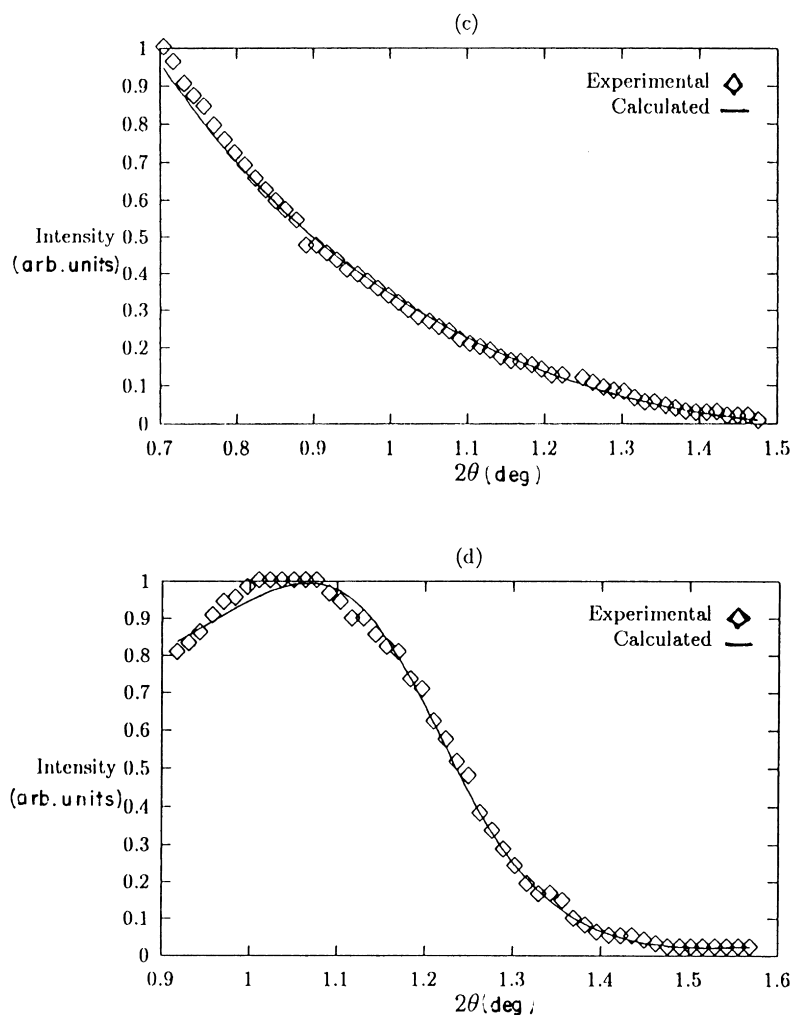 (c)
1
0.9
0.8
0.7
0.6
Intensity 0.5
(arb.units)
0.4
0.3
0.2
0.1
0
Experimental
Calculated
0.7 0.8 0.9 1 1.1 1.2 1.3 1.4 1.5
2θ(deg)
(d)
1
0.9
0.8
0.7
0.6
Intensity 0.5
(arb.units)
0.4
0.3
0.2
0.1
0
Experimental
Calculated
0.9 1 1.1 1.2 1.3 1.4 1.5 1.6
2θ(deg)